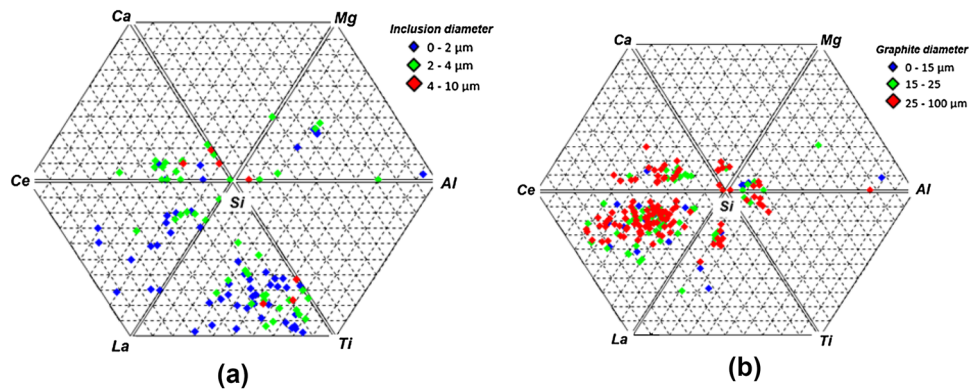 Ca
Mg
Inclusion diameter
0 - 2 µm
2 - 4 µm
4 - 10 µm
Ce
Si
Al
La
Ti
(a)
Ca
Mg
Graphite diameter
0 - 15 µm
15 - 25
25 - 100 µm
Ce
Si
Al
La
Ti
(b)